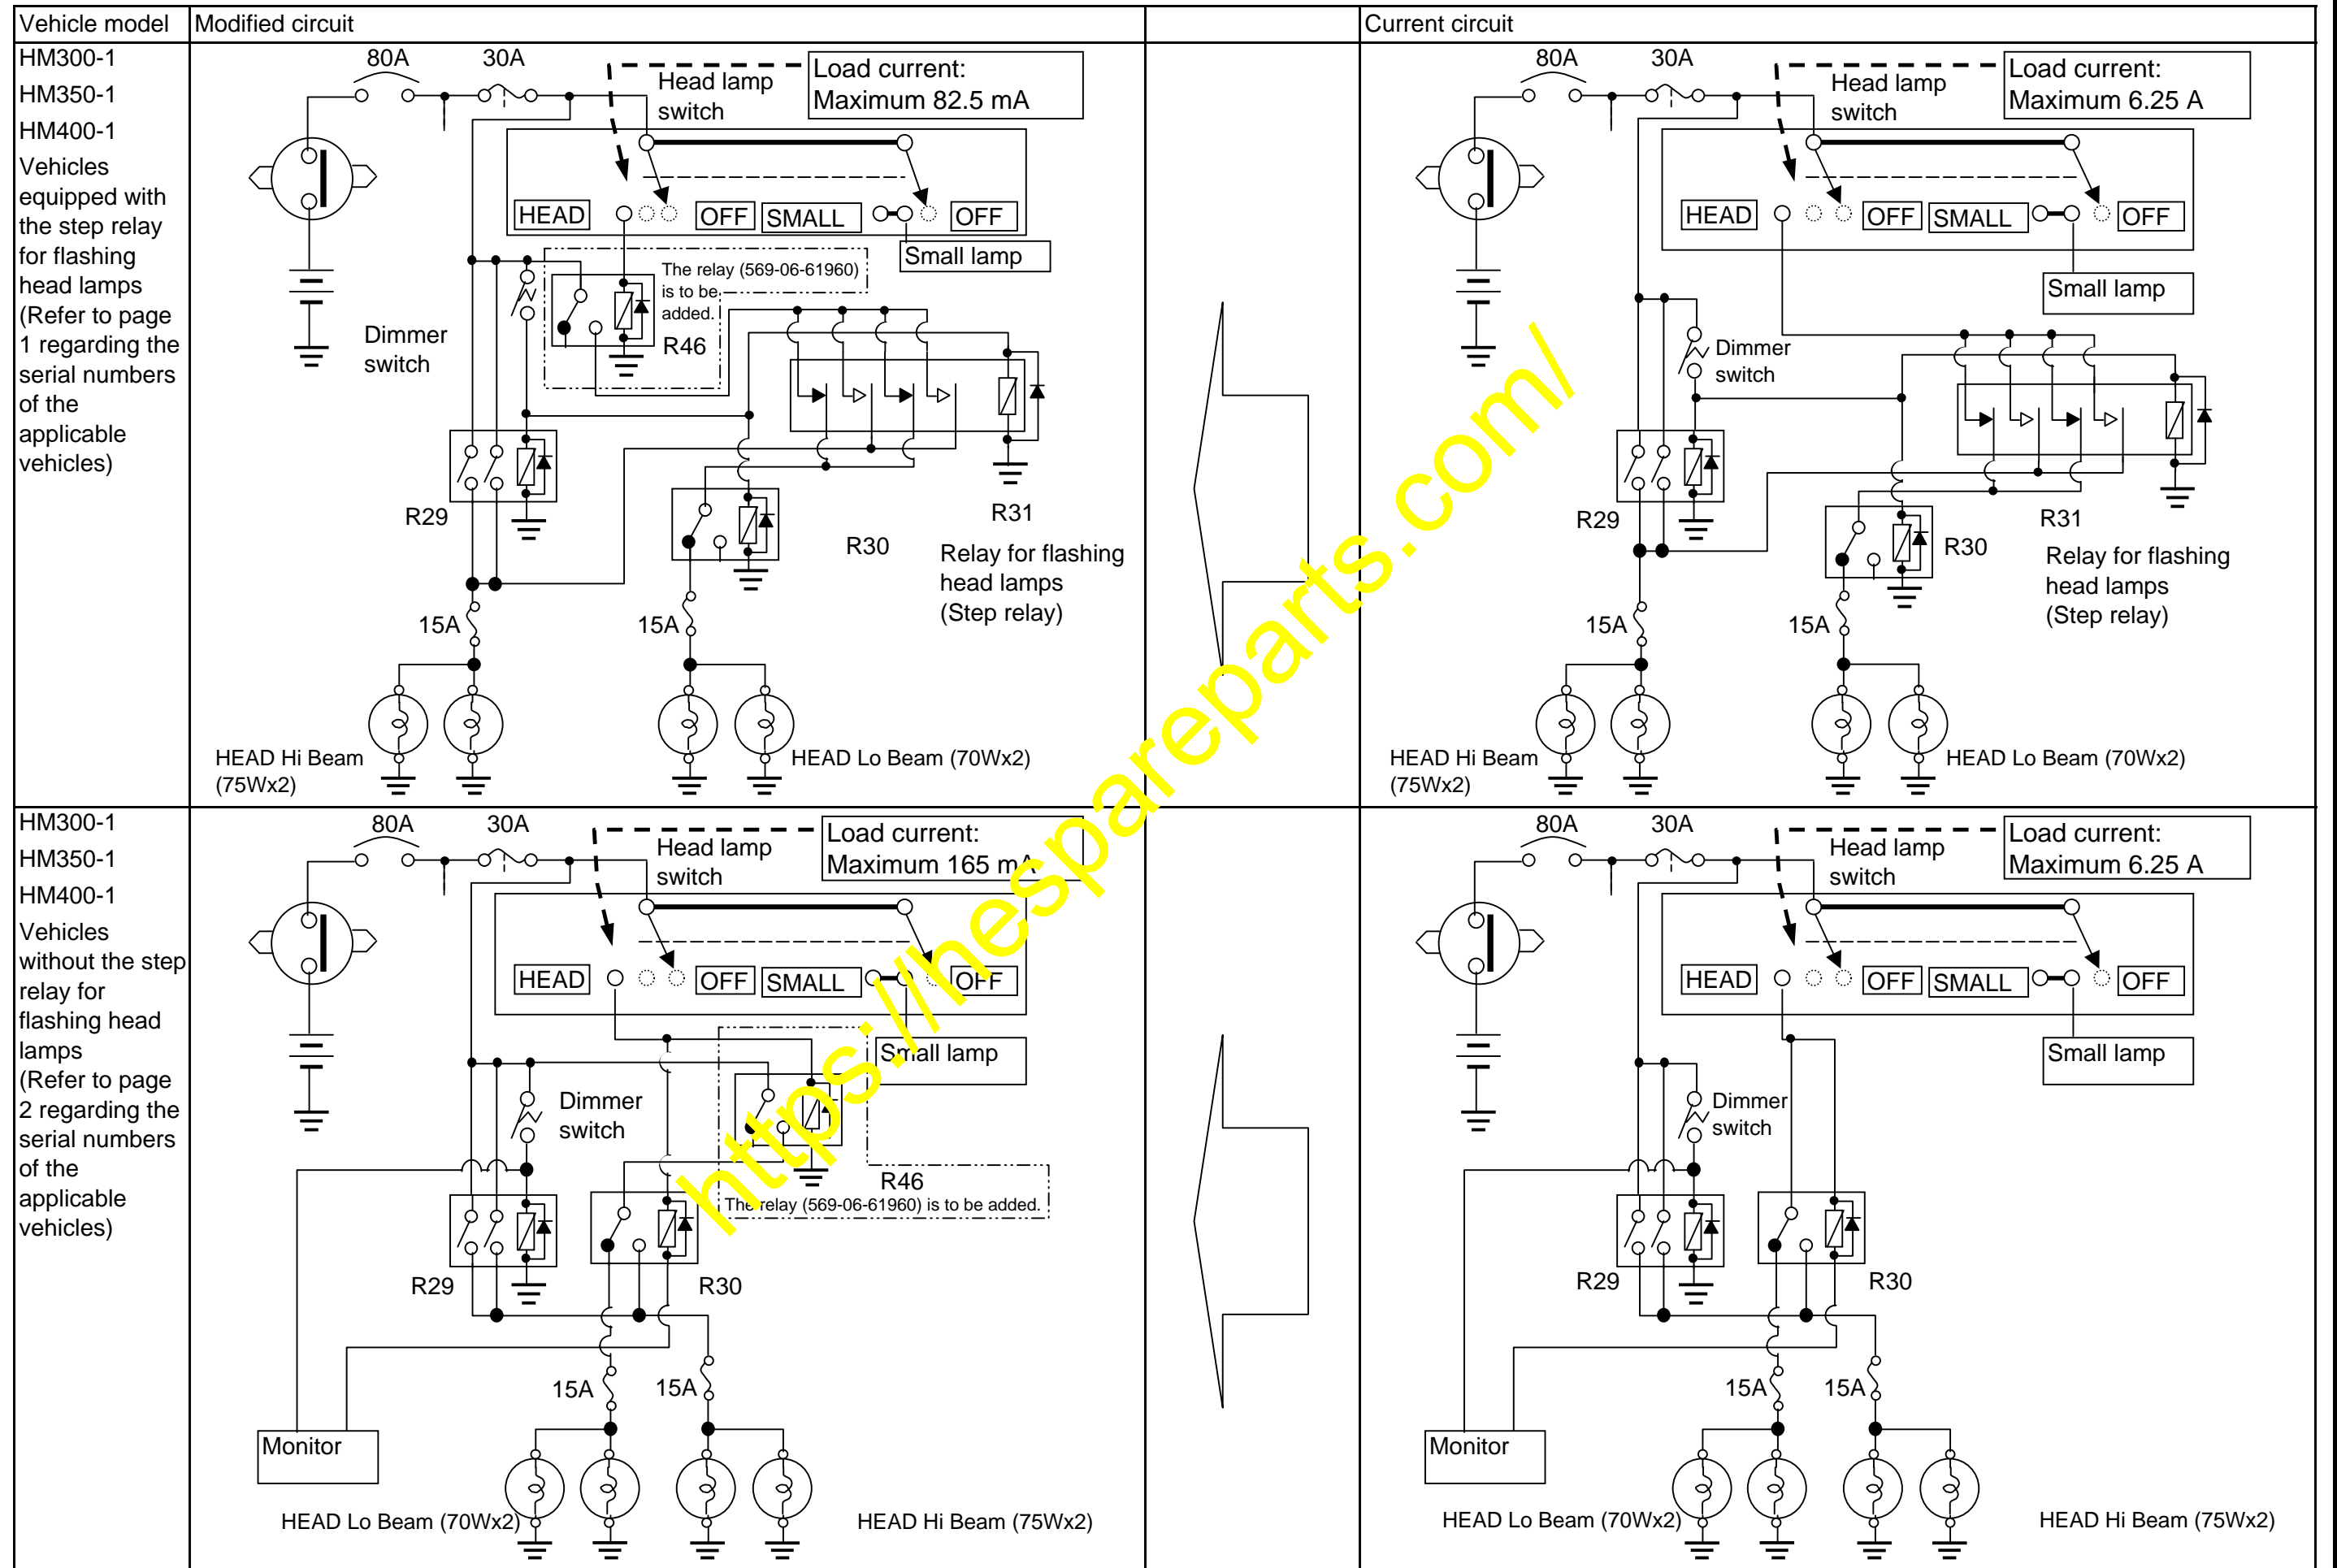 Vehicle model
Modified circuit
Current circuit
HM300-1
HM350-1
HM400-1
Vehicles
equipped with
the step relay
for flashing
head lamps
(Refer to page
1 regarding the
serial numbers
of the
applicable
vehicles)
80A
30A
Head lamp
switch
Load current:
Maximum 82.5 mA
HEAD
OFF
SMALL
OFF
Small lamp
The relay (569-06-61960)
is to be
added.
R46
Dimmer
switch
R29
R30
R31
Relay for flashing
head lamps
(Step relay)
15A
15A
HEAD Hi Beam
(75Wx2)
HEAD Lo Beam (70Wx2)
80A
30A
Head lamp
switch
Load current:
Maximum 6.25 A
HEAD
OFF
SMALL
OFF
Small lamp
Dimmer
switch
R29
R30
R31
Relay for flashing
head lamps
(Step relay)
15A
15A
HEAD Hi Beam
(75Wx2)
HEAD Lo Beam (70Wx2)
HM300-1
HM350-1
HM400-1
Vehicles
without the step
relay for
flashing head
lamps
(Refer to page
2 regarding the
serial numbers
of the
applicable
vehicles)
80A
30A
Head lamp
switch
Load current:
Maximum 165 mA
HEAD
OFF
SMALL
OFF
Small lamp
Dimmer
switch
R46
The relay (569-06-61960) is to be added.
R29
R30
15A
15A
Monitor
HEAD Lo Beam (70Wx2)
HEAD Hi Beam (75Wx2)
80A
30A
Head lamp
switch
Load current:
Maximum 6.25 A
HEAD
OFF
SMALL
OFF
Small lamp
Dimmer
switch
R29
R30
15A
15A
Monitor
HEAD Lo Beam (70Wx2)
HEAD Hi Beam (75Wx2)
https://hespareparts.com/